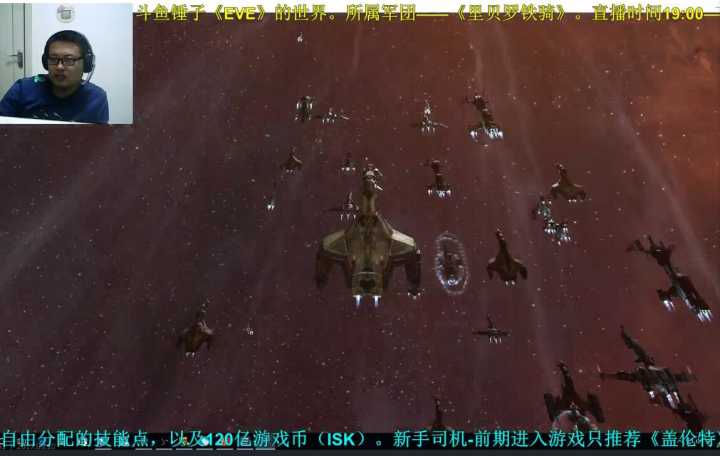 斗鱼锤子《EVE》的世界。所属军团——《里贝罗铁骑》。直播时间19:00—
自由分配的技能点，以及120亿游戏币（ISK）。新手司机-前期进入游戏只推荐《盖伦特》